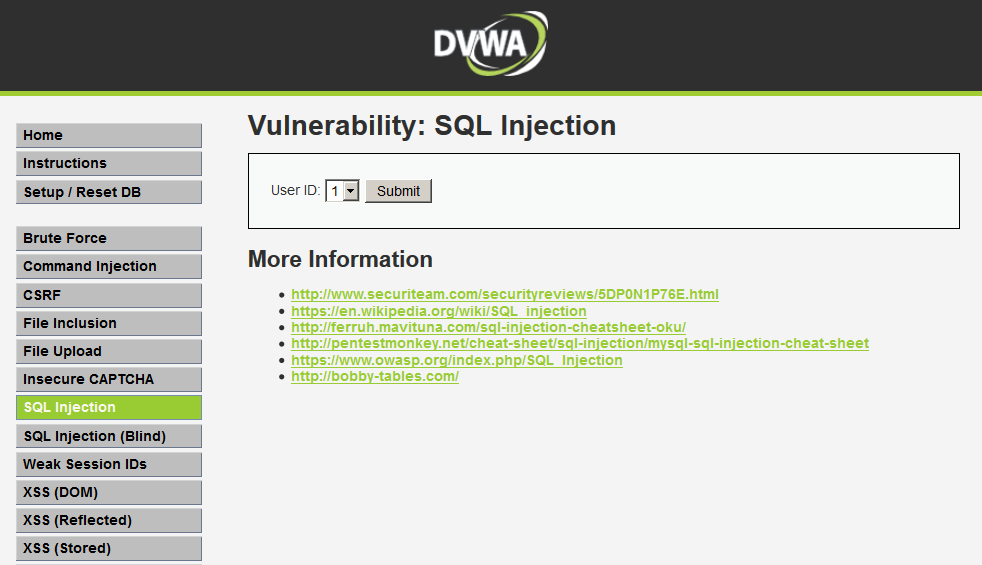 DVWA
Home
Instructions
Setup / Reset DB
Brute Force
Command Injection
CSRF
File Inclusion
File Upload
Insecure CAPTCHA
SQL Injection
SQL Injection (Blind)
Weak Session IDs
XSS (DOM)
XSS (Reflected)
XSS (Stored)
Vulnerability: SQL Injection
User ID: 1 Submit
More Information
http://www.securiteam.com/securityreviews/5DP0N1P76E.html
https://en.wikipedia.org/wiki/SQL_injection
http://ferruh.mavituna.com/sql-injection-cheatsheet-oku/
http://pentestmonkey.net/cheat-sheet/sql-injection/mysql-sql-injection-cheat-sheet
https://www.owasp.org/index.php/SQL_Injection
http://bobby-tables.com/